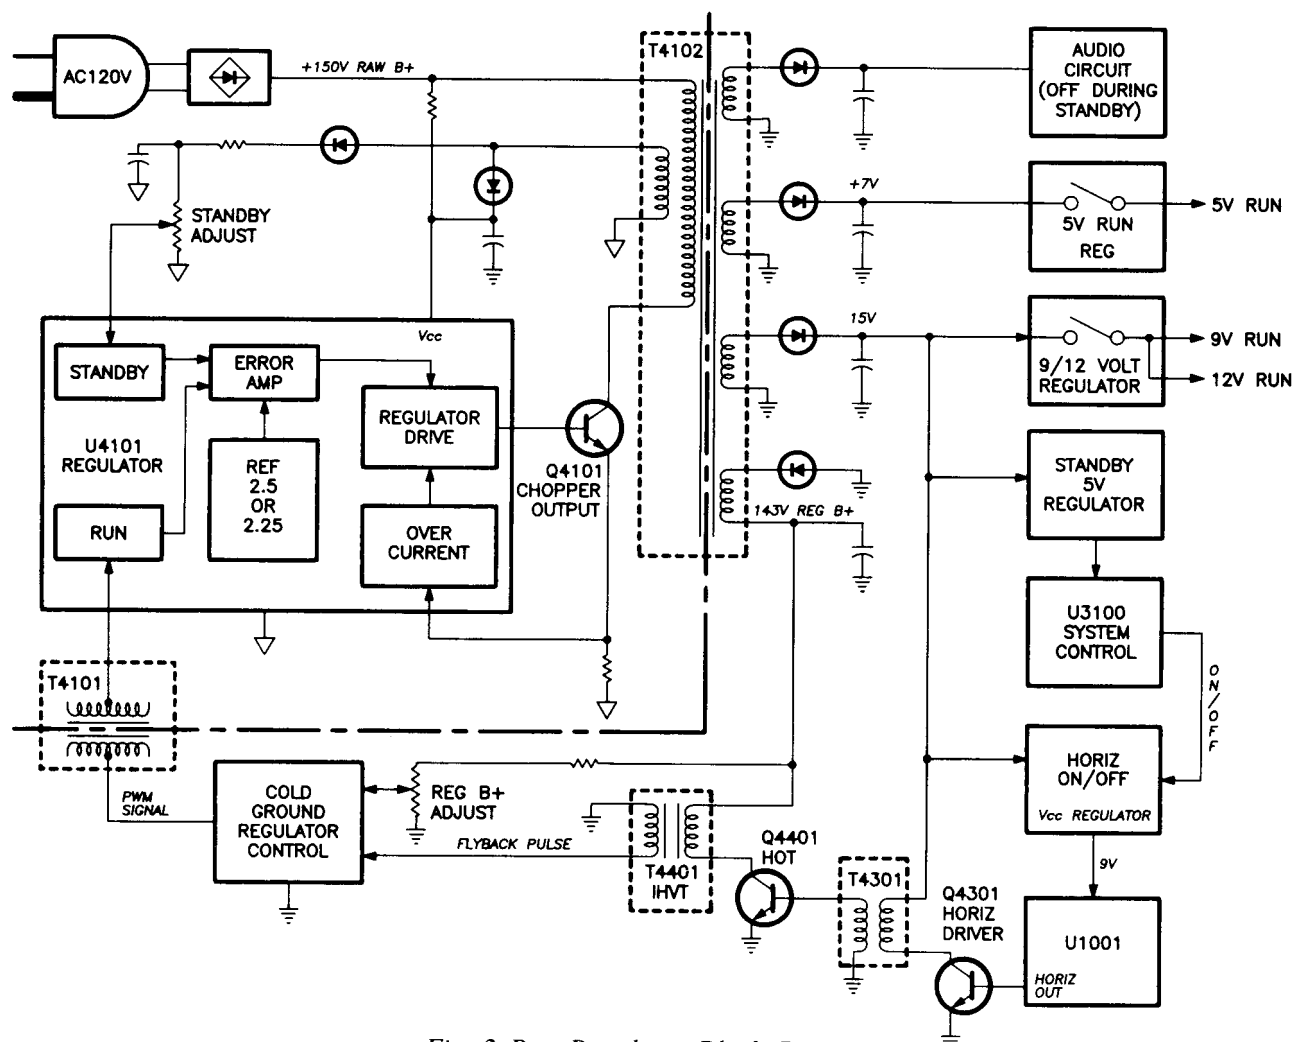 AC120V
+150V RAW B+
T4102
AUDIO
CIRCUIT
(OFF DURING
STANDBY)
STANDBY
ADJUST
+7V
5V RUN
REG
5V RUN
Vcc
STANDBY
ERROR
AMP
REGULATOR
DRIVE
U4101
REGULATOR
REF
2.5
OR
2.25
RUN
OVER
CURRENT
Q4101
CHOPPER
OUTPUT
15V
9/12 VOLT
REGULATOR
9V RUN
12V RUN
143V REG B+
STANDBY
5V
REGULATOR
U3100
SYSTEM
CONTROL
ON/OFF
T4101
PWM
SIGNAL
COLD
GROUND
REGULATOR
CONTROL
REG B+
ADJUST
FLYBACK PULSE
T4401
IHVT
Q4401
HOT
T4301
Q4301
HORIZ
DRIVER
HORIZ
ON/OFF
Vcc REGULATOR
9V
U1001
HORIZ
OUT